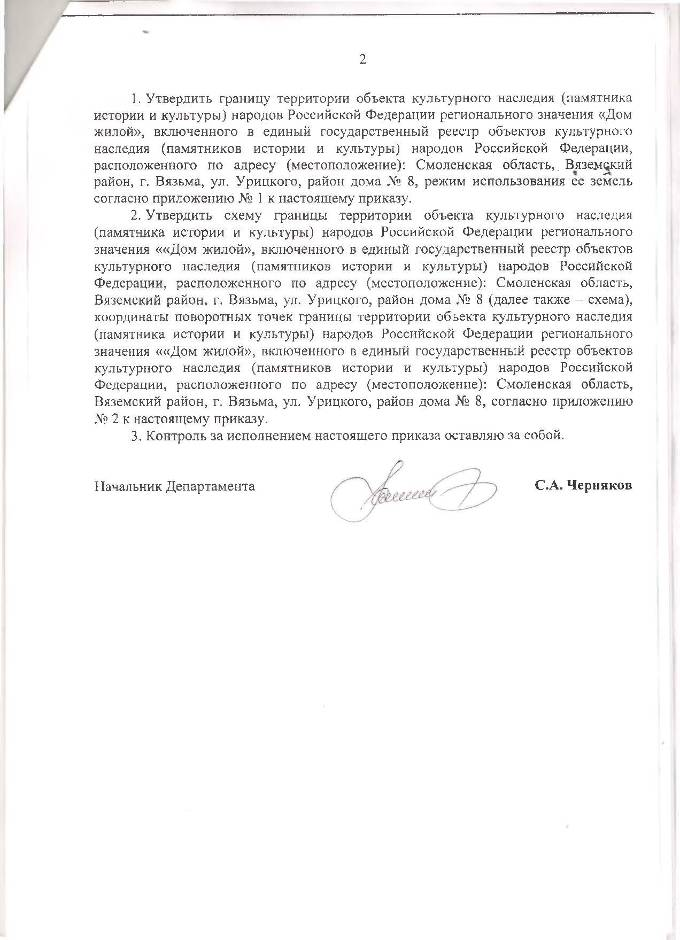 2
1. Утвердить границу территории объекта культурного наследия (памятника
истории и культуры) народов Российской Федерации регионального значения «Дом
жилой», включенного в единый государственный реестр объектов культурного
наследия (памятников истории и культуры) народов Российской Федерации,
расположенного по адресу (местоположение): Смоленская область, Вяземский
район, г. Вязьма, ул. Урицкого, район дома № 8, режим использования ее земель
согласно приложению № 1 к настоящему приказу.
2. Утвердить схему границы территории объекта культурного наследия
(памятника истории и культуры) народов Российской Федерации регионального
значения ««Дом жилой», включенного в единый государственный реестр объектов
культурного наследия (памятников истории и культуры) народов Российской
Федерации, расположенного по адресу (местоположение): Смоленская область,
Вяземский район, г. Вязьма, ул. Урицкого, район дома № 8 (далее также – схема),
координаты поворотных точек границы территории объекта культурного наследия
(памятника истории и культуры) народов Российской Федерации регионального
значения ««Дом жилой», включенного в единый государственный реестр объектов
культурного наследия (памятников истории и культуры) народов Российской
Федерации, расположенного по адресу (местоположение): Смоленская область,
Вяземский район, г. Вязьма, ул. Урицкого, район дома № 8, согласно приложению
№ 2 к настоящему приказу.
3. Контроль за исполнением настоящего приказа оставляю за собой.
Начальник Департамента С.А. Черняков